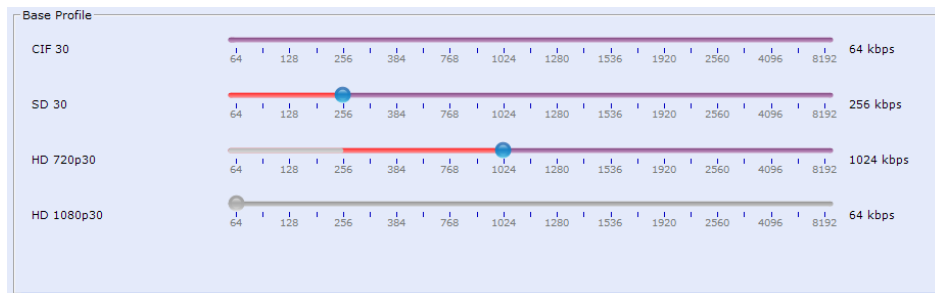 Base Profile
CIF 30 64 kbps
64 128 256 384 768 1024 1280 1536 1920 2560 4096 8192
SD 30 256 kbps
64 128 256 384 768 1024 1280 1536 1920 2560 4096 8192
HD 720p30 1024 kbps
64 128 256 384 768 1024 1280 1536 1920 2560 4096 8192
HD 1080p30 64 kbps
64 128 256 384 768 1024 1280 1536 1920 2560 4096 8192